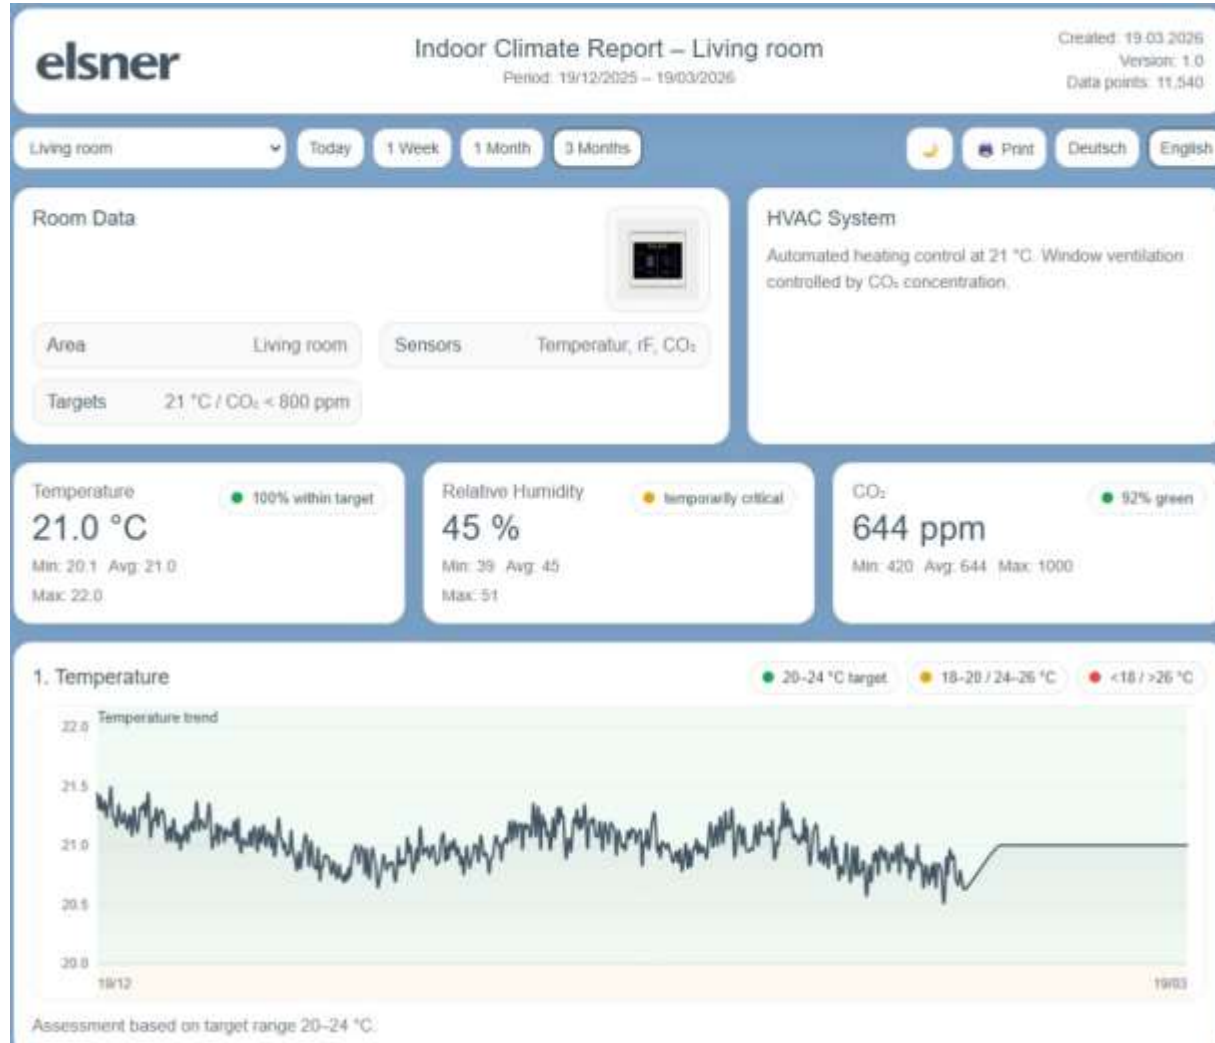 elsner
Indoor Climate Report – Living room
Period: 19/12/2025 – 19/03/2026
Created: 19.03.2026
Version: 1.0
Data points: 11,540
Living room
Today
1 Week
1 Month
3 Months
Print
Deutsch
English
Room Data
Area
Living room
Sensors
Temperatur, rF, CO₂
Targets
21 °C / CO₂ < 800 ppm
HVAC System
Automated heating control at 21 °C. Window ventilation
controlled by CO₂ concentration.
Temperature
100% within target
21.0 °C
Min: 20.1 Avg: 21.0
Max: 22.0
Relative Humidity
temporarily critical
45 %
Min: 39 Avg: 45
Max: 51
CO₂
92% green
644 ppm
Min: 420 Avg: 644 Max: 1000
1. Temperature
20–24 °C target
18–20 / 24–26 °C
<18 / >26 °C
Temperature trend
22.0
21.5
21.0
20.5
20.0
19/12
19/03
Assessment based on target range 20–24 °C.